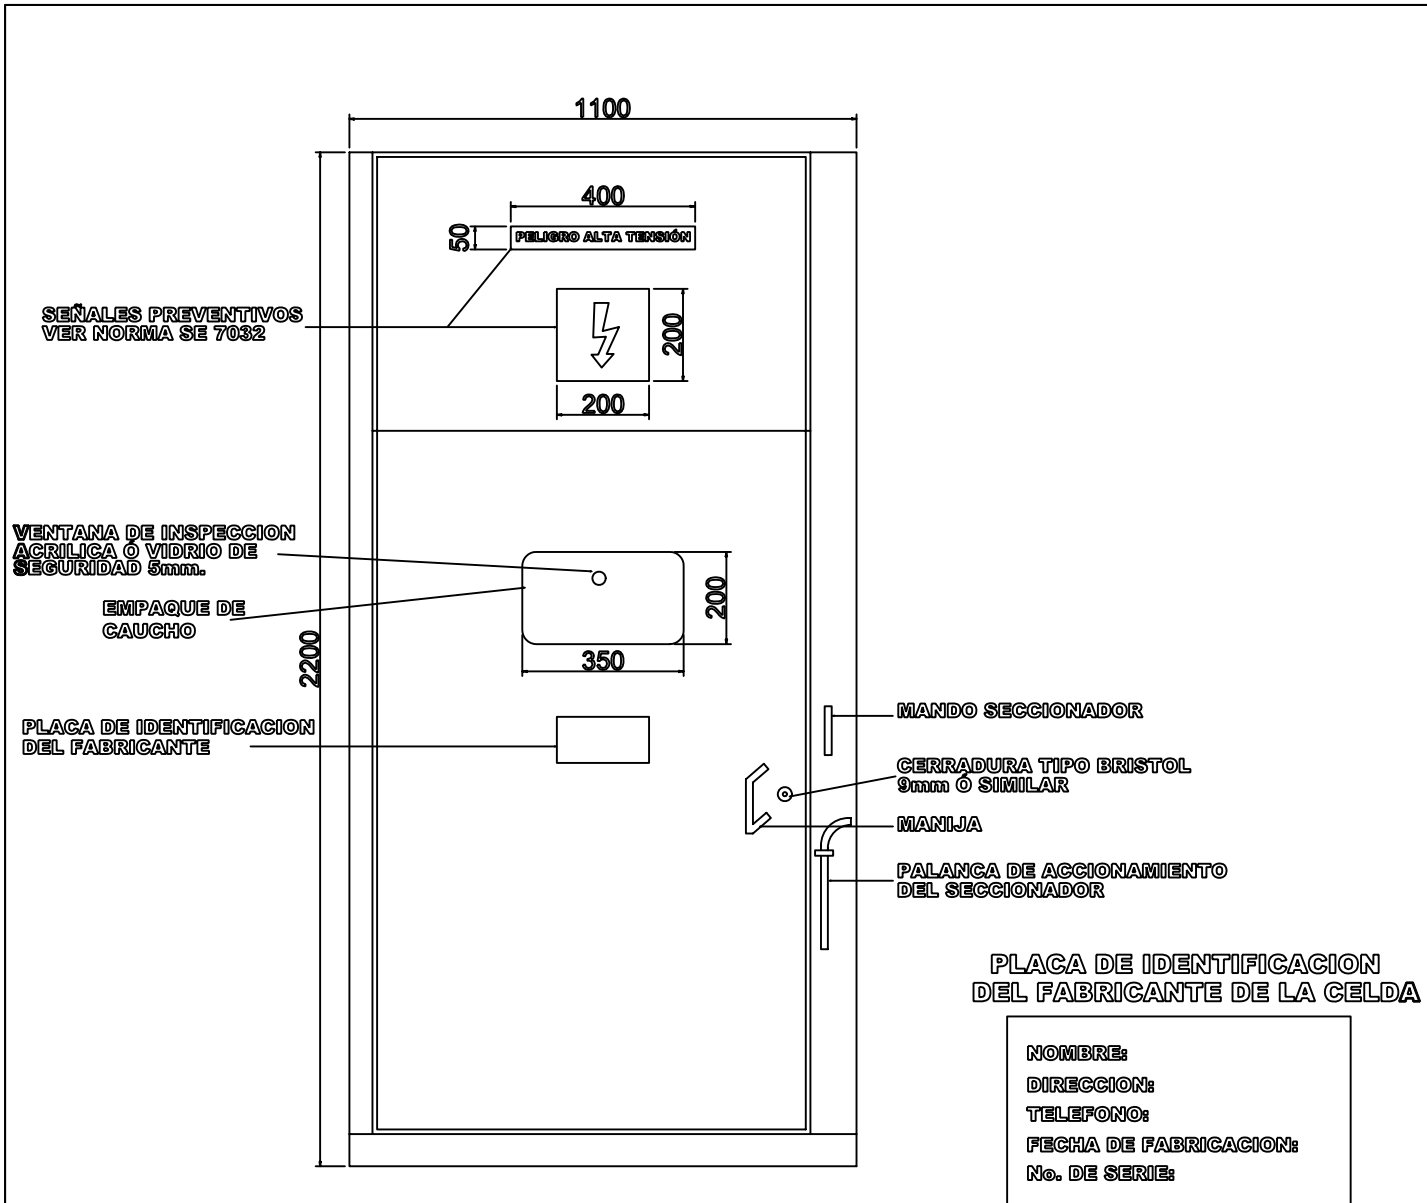 1100
400
50
PELIGRO ALTA TENSIÓN
SEÑALES PREVENTIVOS
VER NORMA SE 7032
200
200
VENTANA DE INSPECCION
ACRILICA Ó VIDRIO DE
SEGURIDAD 5mm.
EMPAQUE DE
CAUCHO
200
350
2200
PLACA DE IDENTIFICACION
DEL FABRICANTE
MANDO SECCIONADOR
CERRADURA TIPO BRISTOL
9mm Ó SIMILAR
MANIJA
PALANCA DE ACCIONAMIENTO
DEL SECCIONADOR
PLACA DE IDENTIFICACION
DEL FABRICANTE DE LA CELDA
NOMBRE:
DIRECCION:
TELEFONO:
FECHA DE FABRICACION:
No. DE SERIE: